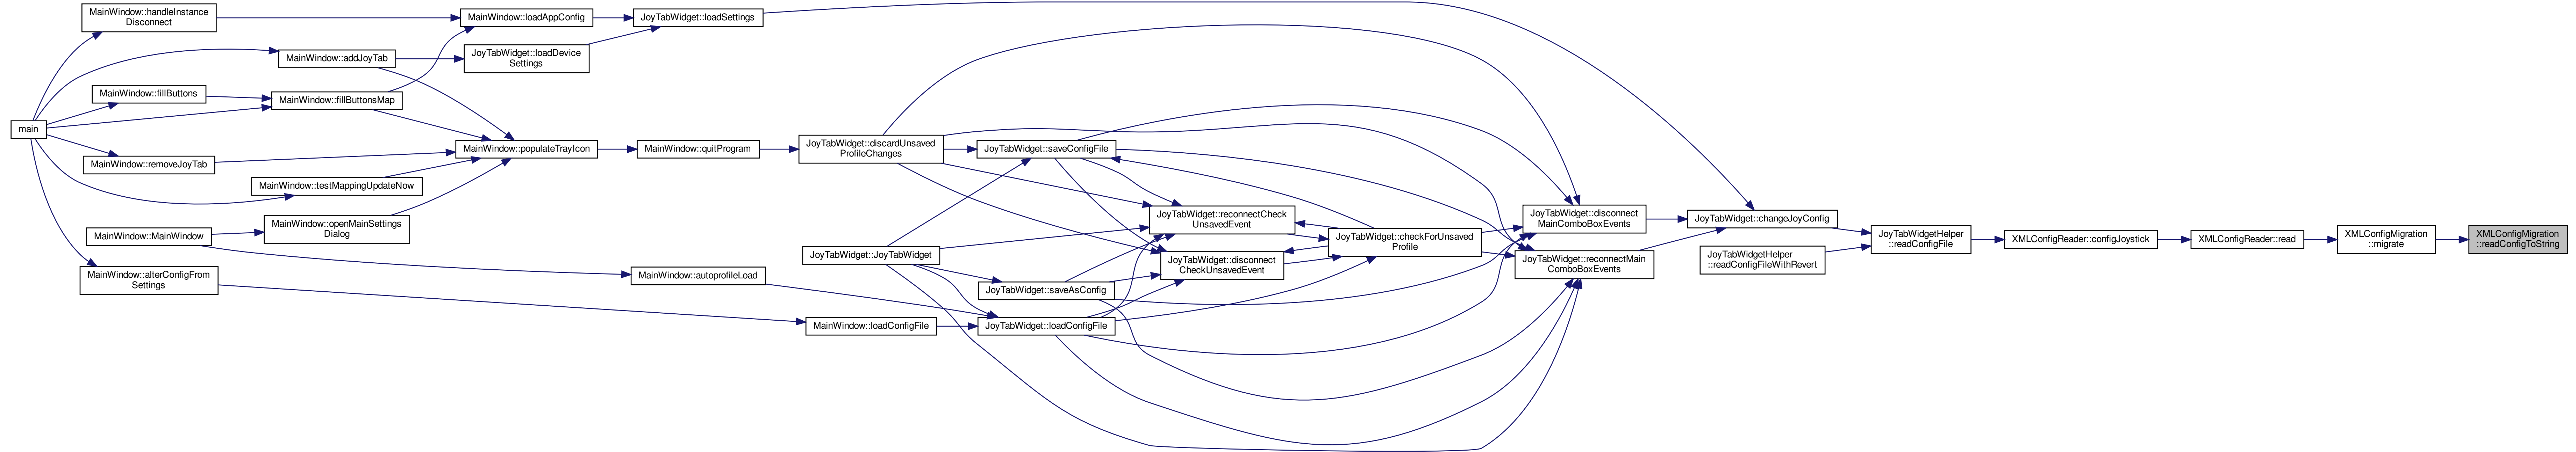 main
MainWindow::handleInstance
Disconnect
MainWindow::addJoyTab
MainWindow::fillButtons
MainWindow::fillButtonsMap
MainWindow::removeJoyTab
MainWindow::testMappingUpdateNow
MainWindow::MainWindow
MainWindow::openMainSettings
Dialog
MainWindow::alterConfigFrom
Settings
MainWindow::loadAppConfig
JoyTabWidget::loadDevice
Settings
MainWindow::populateTrayIcon
JoyTabWidget::loadSettings
MainWindow::quitProgram
MainWindow::autoprofileLoad
JoyTabWidget::discardUnsaved
ProfileChanges
JoyTabWidget::JoyTabWidget
MainWindow::loadConfigFile
JoyTabWidget::saveConfigFile
JoyTabWidget::saveAsConfig
JoyTabWidget::loadConfigFile
JoyTabWidget::reconnectCheck
UnsavedEvent
JoyTabWidget::disconnect
CheckUnsavedEvent
JoyTabWidget::checkForUnsaved
Profile
JoyTabWidget::disconnect
MainComboBoxEvents
JoyTabWidget::reconnectMain
ComboBoxEvents
JoyTabWidget::changeJoyConfig
JoyTabWidgetHelper
::readConfigFileWithRevert
JoyTabWidgetHelper
::readConfigFile
XMLConfigReader::configJoystick
XMLConfigReader::read
XMLConfigMigration
::migrate
XMLConfigMigration
::readConfigToString